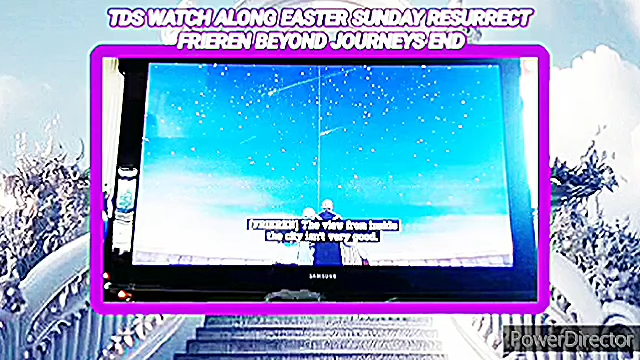 TDS WATCH ALONG EASTER SUNDAY RESURRECT
FRIEREN BEYOND JOURNEYS END
[FRIEREN] The view from inside
the city isn't very good.
SAMSUNG
PowerDirector